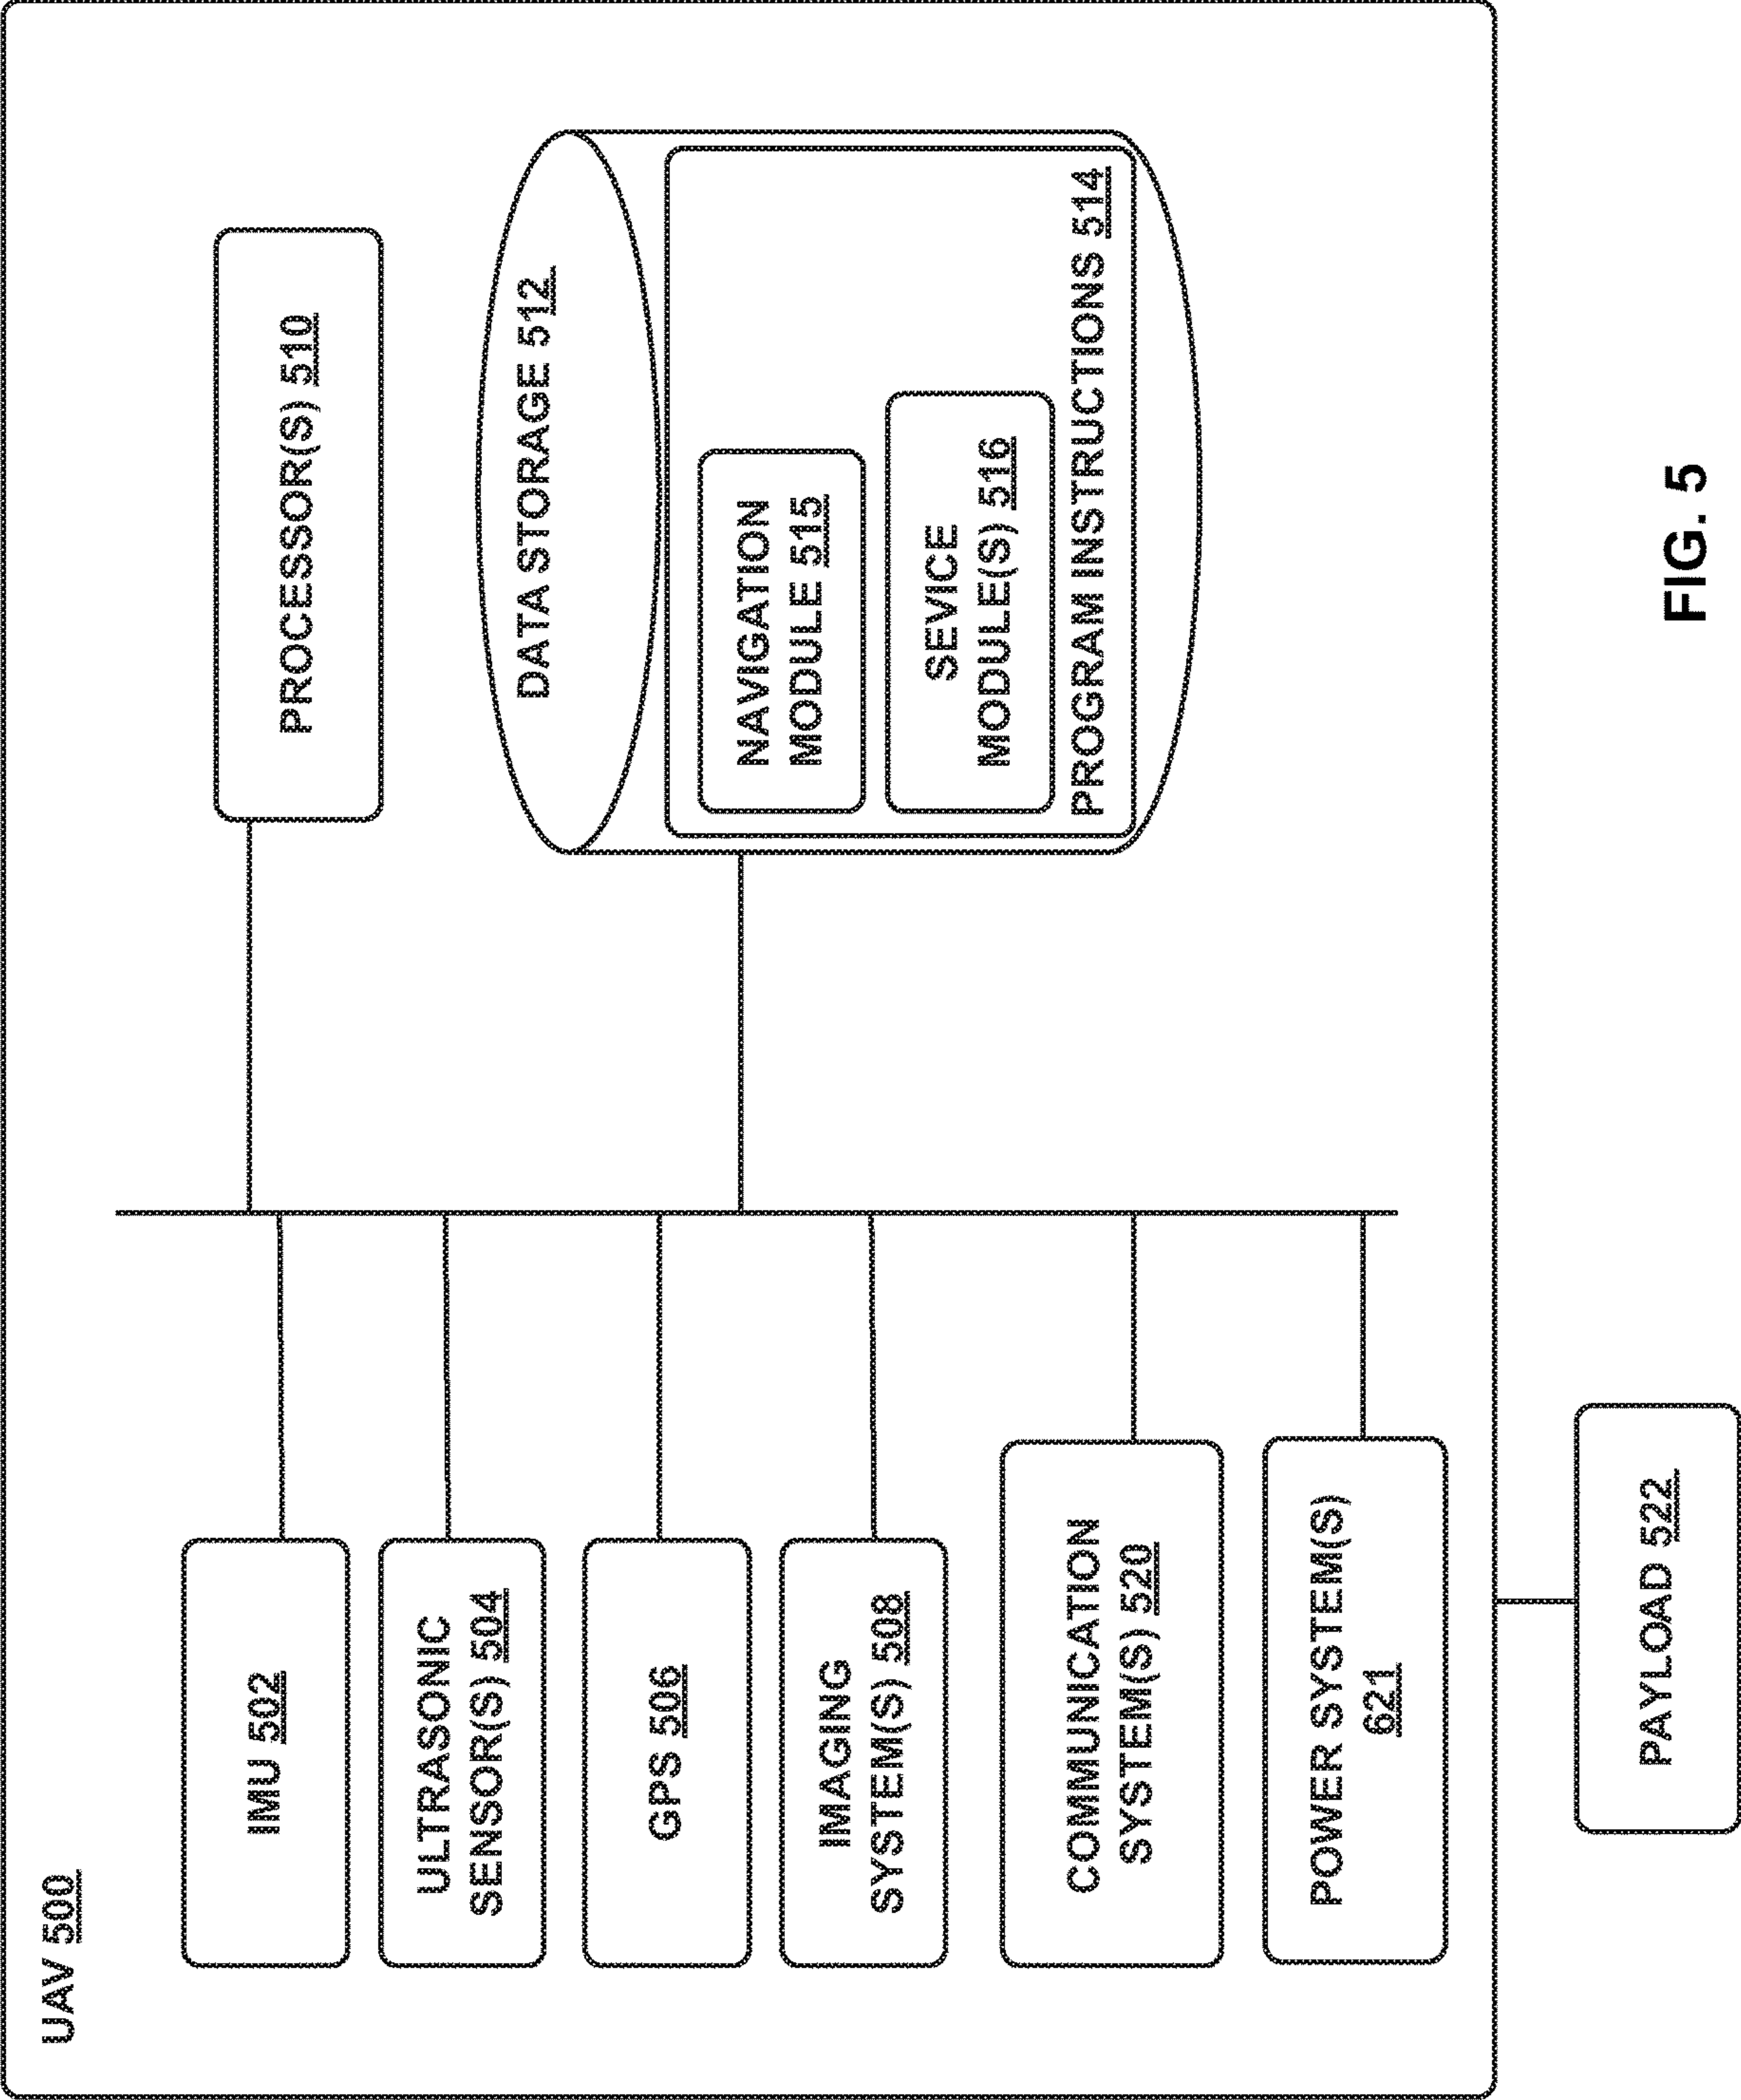 UAV 500
IMU 502
ULTRASONIC
SENSOR(S) 504
GPS 506
IMAGING
SYSTEM(S) 508
COMMUNICATION
SYSTEM(S) 520
POWER SYSTEM(S)
621
PROCESSOR(S) 510
DATA STORAGE 512
NAVIGATION
MODULE 515
SEVICE
MODULE(S) 516
PROGRAM INSTRUCTIONS 514
PAYLOAD 522
FIG. 5